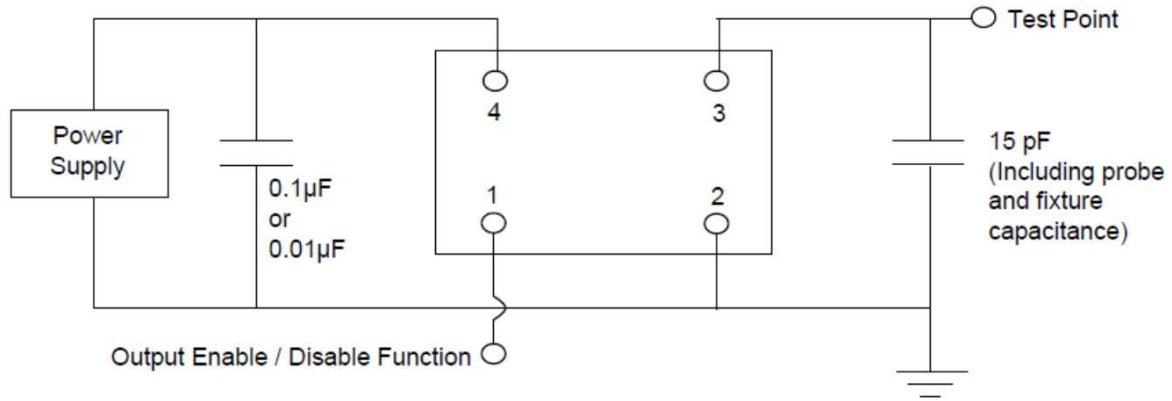 Test Point
4
3
Power
Supply
15 pF
(Including probe
and fixture
capacitance)
0.1µF
or
0.01µF
1
2
Output Enable / Disable Function